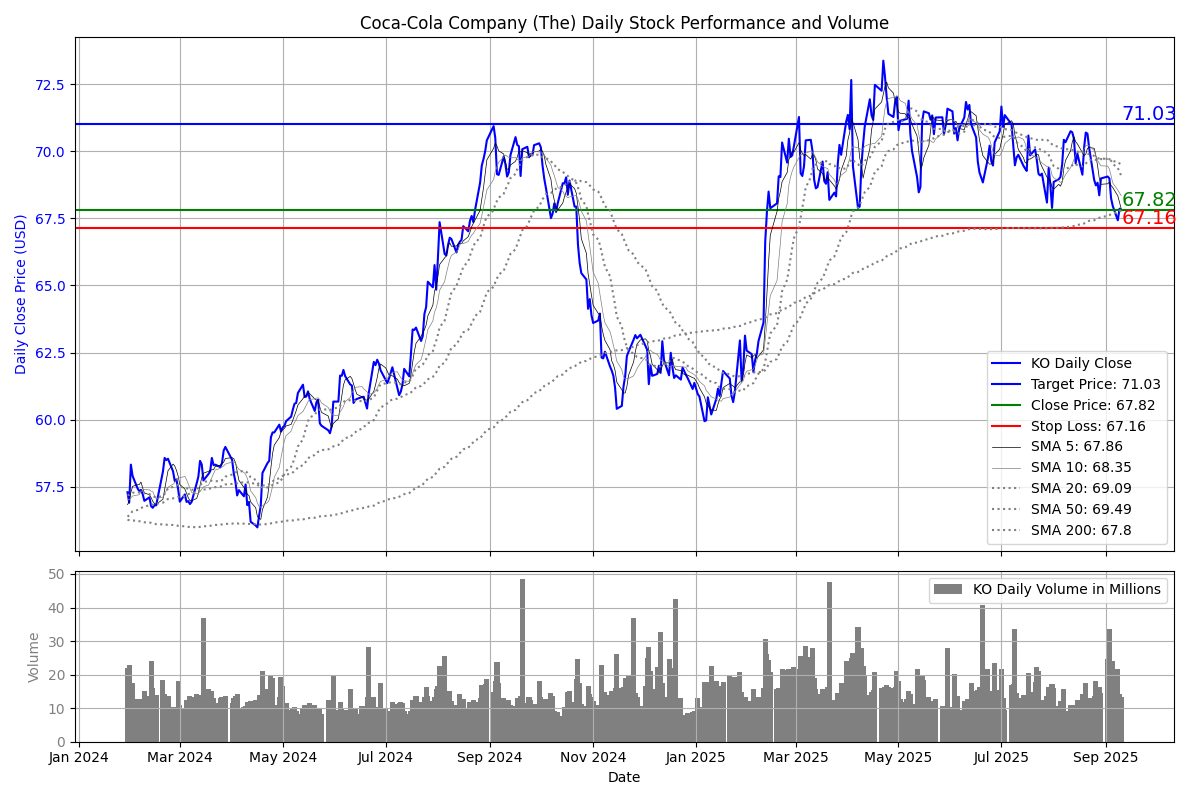 Coca-Cola Company (The) Daily Stock Performance and Volume
Daily Close Price (USD)
72.5
70.0
67.5
65.0
62.5
60.0
57.5
71.03
67.82
67.16
KO Daily Close
Target Price: 71.03
Close Price: 67.82
Stop Loss: 67.16
SMA 5: 67.86
SMA 10: 68.35
SMA 20: 69.09
SMA 50: 69.49
SMA 200: 67.8
Volume
50
40
30
20
10
0
KO Daily Volume in Millions
Jan 2024 Mar 2024 May 2024 Jul 2024 Sep 2024 Nov 2024 Jan 2025 Mar 2025 May 2025 Jul 2025 Sep 2025
Date